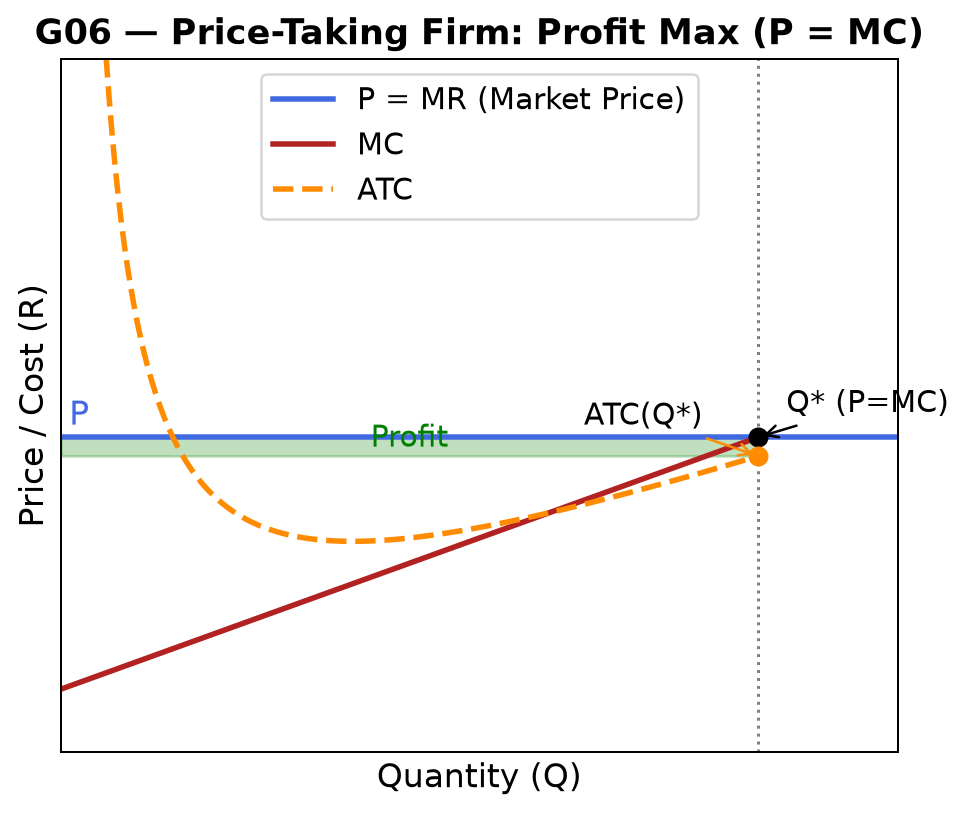 G06 — Price-Taking Firm: Profit Max (P = MC)
P = MR (Market Price)
MC
ATC
Price / Cost (R)
P
Profit
ATC(Q*)
Q* (P=MC)
Quantity (Q)